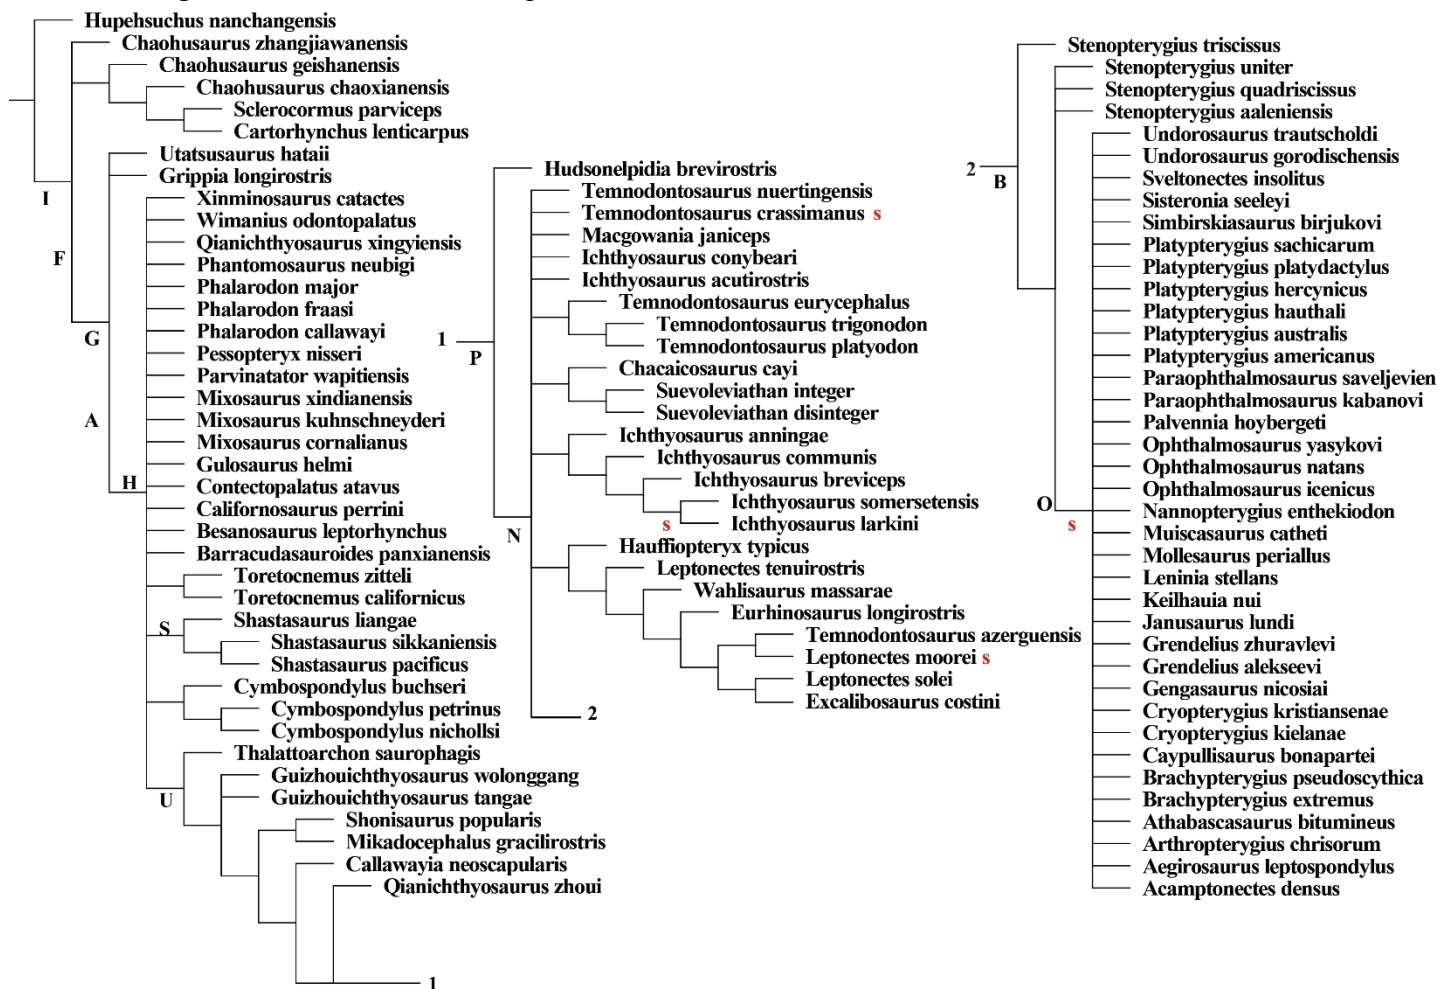 Hupehsuchus nanchangensis
Chaohusaurus zhangjiawanensis
Chaohusaurus geishanensis
Chaohusaurus chaoxianensis
Sclerocormus parviceps
Cartorhynchus lenticarpus
Utatsusaurus hataii
Grippia longirostris
I
Xinminosaurus catactes
Wimanius odontopalatus
Qianichthyosaurus xingyiensis
F
Phantomosaurus neubigi
Phalarodon major
Phalarodon fraasi
Phalarodon callawayi
G
Pessopteryx nisseri
Parvinatator wapitiensis
Mixosaurus xindianensis
A
Mixosaurus kuhnschneyderi
Mixosaurus cornalianus
Gulosaurus helmi
H
Contectopalatus atavus
Californosaurus perrini
Besanosaurus leptorhynchus
Barracudasauroides panxianensis
Toretocnemus zitteli
Toretocnemus californicus
Shastasaurus liangae
S
Shastasaurus sikkaniensis
Shastasaurus pacificus
Cymbospondylus buchseri
Cymbospondylus petrinus
Cymbospondylus nichollsi
Thalattoarchon saurophagis
Guizhouichthyosaurus wolonggang
U
Guizhouichthyosaurus tangae
Shonisaurus popularis
Mikadocephalus gracilirostris
Callawayia neoscapularis
Qianichthyosaurus zhoui
1
Hudsonelpidia brevirostris
Temnodontosaurus nuertingensis
Temnodontosaurus crassimanus s
Macgowania janiceps
Ichthyosaurus conybeari
Ichthyosaurus acutirostris
Temnodontosaurus eurycephalus
Temnodontosaurus trigonodon
1
Temnodontosaurus platyodon
P
Chacaicosaurus cayi
Suevoleviathan integer
Suevoleviathan disinteger
Ichthyosaurus anningae
Ichthyosaurus communis
Ichthyosaurus breviceps
Ichthyosaurus somersetensis
s
Ichthyosaurus larkini
N
Hauffiopteryx typicus
Leptonectes tenuirostris
Wahlisaurus massarae
Eurhinosaurus longirostris
Temnodontosaurus azerguensis
Leptonectes moorei s
Leptonectes solei
Excalibosaurus costini
2
Stenopterygius triscissus
Stenopterygius uniter
Stenopterygius quadriscissus
Stenopterygius aaleniensis
Undorosaurus trautscholdi
Undorosaurus gorodischensis
2
B
Sveltonectes insolitus
Sisteronia seeleyi
Simbirskiasaurus birjukovi
Platypterygius sachicarum
Platypterygius platydactylus
Platypterygius hercynicus
Platypterygius hauthali
Platypterygius australis
Platypterygius americanus
Paraophthalmosaurus saveljevien
Paraophthalmosaurus kabanovi
Palvennia hoybergeti
Ophthalmosaurus yasykovi
Ophthalmosaurus natans
Ophthalmosaurus icenicus
O
Nannopterygius enthekiodon
s
Muiscasaurus catheti
Mollesaurus periallus
Leninia stellans
Keilhauia nui
Janusaurus lundi
Grendelius zhuravlevi
Grendelius alekseevi
Gengasaurus nicosiai
Cryopterygius kristiansenae
Cryopterygius kielanae
Caypullisaurus bonapartei
Brachypterygius pseudoscythica
Brachypterygius extremus
Athabascasaurus bitumineus
Arthropterygius chrisorum
Aegirosaurus leptospondylus
Acamptonectes densus